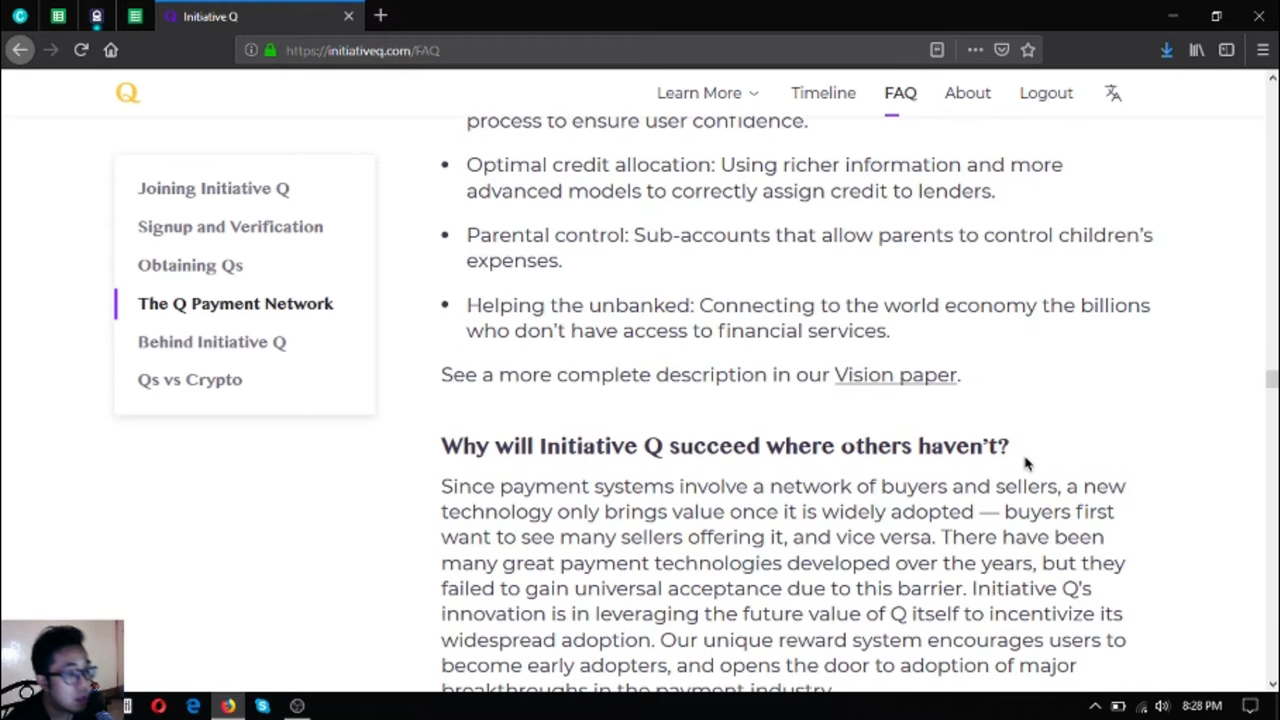 Initiative Q
https://initiativeq.com/FAQ
Q
Learn More
Timeline
FAQ
About
Logout
process to ensure user confidence.
Joining Initiative Q
Signup and Verification
Obtaining Qs
The Q Payment Network
Behind Initiative Q
Qs vs Crypto
• Optimal credit allocation: Using richer information and more
advanced models to correctly assign credit to lenders.
• Parental control: Sub-accounts that allow parents to control children’s
expenses.
• Helping the unbanked: Connecting to the world economy the billions
who don’t have access to financial services.
See a more complete description in our Vision paper.
Why will Initiative Q succeed where others haven’t?
Since payment systems involve a network of buyers and sellers, a new
technology only brings value once it is widely adopted — buyers first
want to see many sellers offering it, and vice versa. There have been
many great payment technologies developed over the years, but they
failed to gain universal acceptance due to this barrier. Initiative Q’s
innovation is in leveraging the future value of Q itself to incentivize its
widespread adoption. Our unique reward system encourages users to
become early adopters, and opens the door to adoption of major
breakthroughs in the payment industry.
8:28 PM